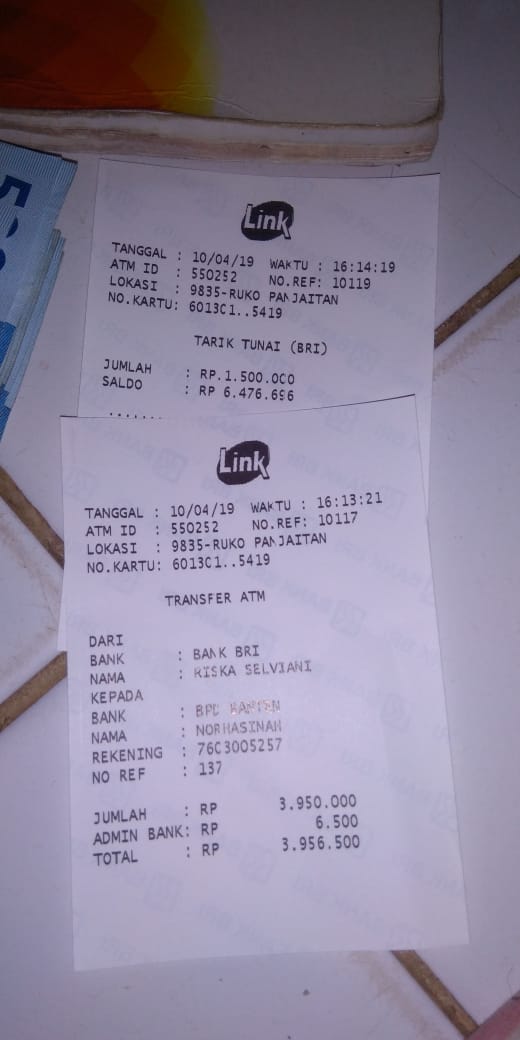 Link
TANGGAL : 10/04/19 WAKTU : 16:14:19
ATM ID : 550252 NO.REF: 10119
LOKASI : 9835-RUKO PANJAITAN
NO.KARTU: 6013C1..5419
TARIK TUNAI (BRI)
JUMLAH : RP.1.500.000
SALDO : RP 6.476.696
Link
TANGGAL : 10/04/19 WAKTU : 16:13:21
ATM ID : 550252 NO.REF: 10117
LOKASI : 9835-RUKO PANJAITAN
NO.KARTU: 6013C1..5419
TRANSFER ATM
DARI
BANK : BANK BRI
NAMA : RISKA SELVIANI
KEPADA
BANK : BPD BANTEN
NAMA : NORHASINAH
REKENING : 76C3005257
NO REF : 137
JUMLAH : RP 3.950.000
ADMIN BANK: RP 6.500
TOTAL : RP 3.956.500